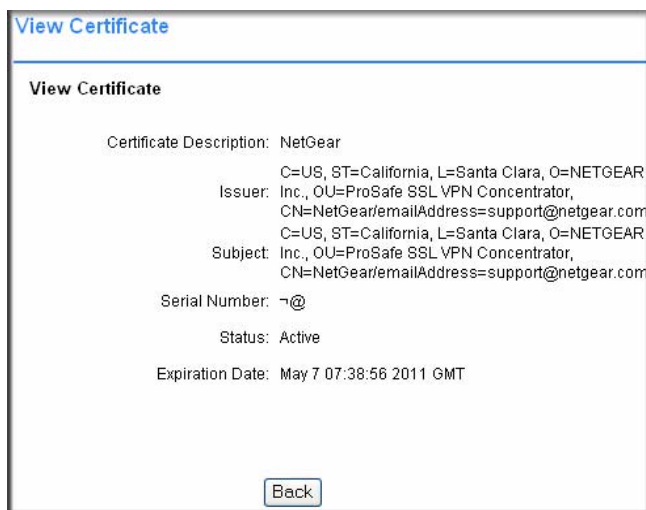 View Certificate
View Certificate
Certificate Description: NetGear
C=US, ST=California, L=Santa Clara, O=NETGEAR
Issuer: Inc., OU=ProSafe SSL VPN Concentrator,
CN=NetGear/emailAddress=support@netgear.com
C=US, ST=California, L=Santa Clara, O=NETGEAR
Subject: Inc., OU=ProSafe SSL VPN Concentrator,
CN=NetGear/emailAddress=support@netgear.com
Serial Number: ¬@
Status: Active
Expiration Date: May 7 07:38:56 2011 GMT
Back